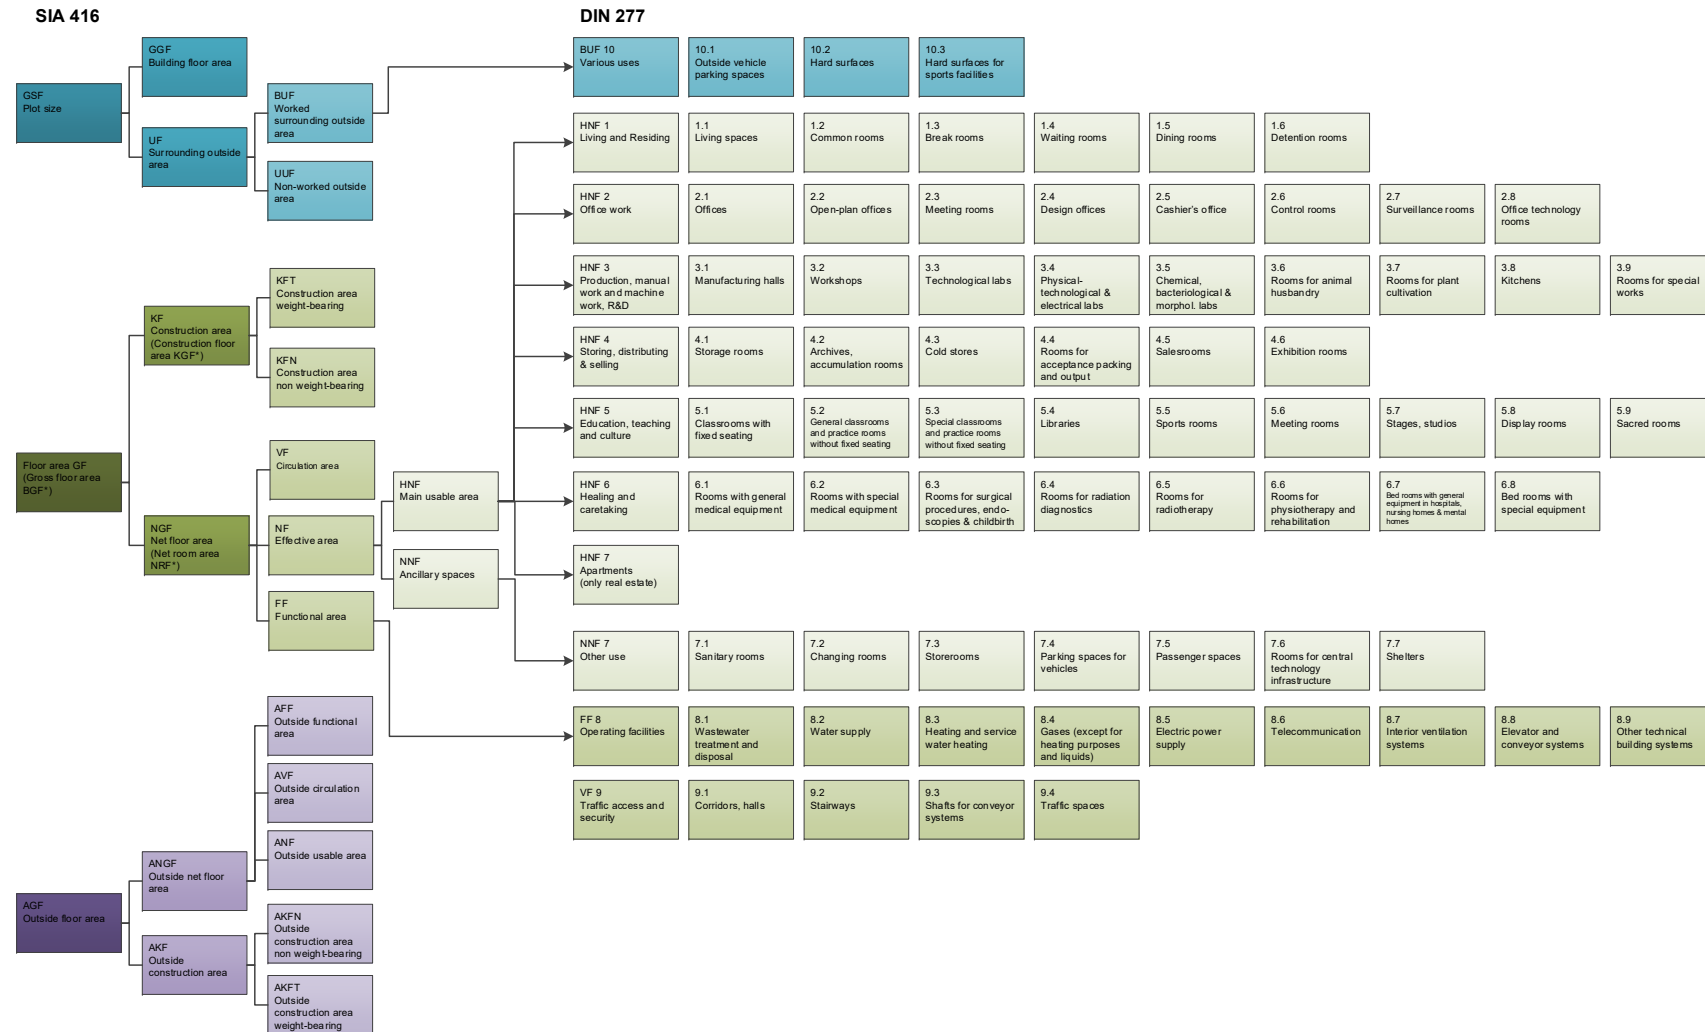 SIA 416
DIN 277
GSF
Plot size
GGF
Building floor area
UF
Surrounding outside
area
BUF
Worked
surrounding outside
area
UUF
Non-worked outside
area
Floor area GF
(Gross floor area
BGF*)
KF
Construction area
(Construction floor
area KGF*)
KFT
Construction area
weight-bearing
KFN
Construction area
non weight-bearing
NGF
Net floor area
(Net room area
NRF*)
VF
Circulation area
NF
Effective area
FF
Functional area
HNF
Main usable area
NNF
Ancillary spaces
AGF
Outside floor area
ANGF
Outside net floor
area
AFF
Outside functional
area
AVF
Outside circulation
area
ANF
Outside usable area
AKF
Outside
construction area
AKFN
Outside
construction area
non weight-bearing
AKFT
Outside
construction area
weight-bearing
BUF 10
Various uses
10.1
Outside vehicle
parking spaces
10.2
Hard surfaces
10.3
Hard surfaces for
sports facilities
HNF 1
Living and Residing
1.1
Living spaces
1.2
Common rooms
1.3
Break rooms
1.4
Waiting rooms
1.5
Dining rooms
1.6
Detention rooms
HNF 2
Office work
2.1
Offices
2.2
Open-plan offices
2.3
Meeting rooms
2.4
Design offices
2.5
Cashier's office
2.6
Control rooms
2.7
Surveillance rooms
2.8
Office technology
rooms
HNF 3
Production, manual
work and machine
work, R&D
3.1
Manufacturing halls
3.2
Workshops
3.3
Technological labs
3.4
Physical-
technological &
electrical labs
3.5
Chemical,
bacteriological &
morphol. labs
3.6
Rooms for animal
husbandry
3.7
Rooms for plant
cultivation
3.8
Kitchens
3.9
Rooms for special
works
HNF 4
Storing, distributing
& selling
4.1
Storage rooms
4.2
Archives,
accumulation rooms
4.3
Cold stores
4.4
Rooms for
acceptance packing
and output
4.5
Salesrooms
4.6
Exhibition rooms
HNF 5
Education, teaching
and culture
5.1
Classrooms with
fixed seating
5.2
General classrooms
and practice rooms
without fixed seating
5.3
Special classrooms
and practice rooms
without fixed seating
5.4
Libraries
5.5
Sports rooms
5.6
Meeting rooms
5.7
Stages, studios
5.8
Display rooms
5.9
Sacred rooms
HNF 6
Healing and
caretaking
6.1
Rooms with general
medical equipment
6.2
Rooms with special
medical equipment
6.3
Rooms for surgical
procedures, endo-
scopies & childbirth
6.4
Rooms for radiation
diagnostics
6.5
Rooms for
radiotherapy
6.6
Rooms for
physiotherapy and
rehabilitation
6.7
Bed rooms with general
equipment in hospitals,
nursing homes & mental
homes
6.8
Bed rooms with
special equipment
HNF 7
Apartments
(only real estate)
NNF 7
Other use
7.1
Sanitary rooms
7.2
Changing rooms
7.3
Storerooms
7.4
Parking spaces for
vehicles
7.5
Passenger spaces
7.6
Rooms for central
technology
infrastructure
7.7
Shelters
FF 8
Operating facilities
8.1
Wastewater
treatment and
disposal
8.2
Water supply
8.3
Heating and service
water heating
8.4
Gases (except for
heating purposes
and liquids)
8.5
Electric power
supply
8.6
Telecommunication
8.7
Interior ventilation
systems
8.8
Elevator and
conveyor systems
8.9
Other technical
building systems
VF 9
Traffic access and
security
9.1
Corridors, halls
9.2
Stairways
9.3
Shafts for conveyor
systems
9.4
Traffic spaces